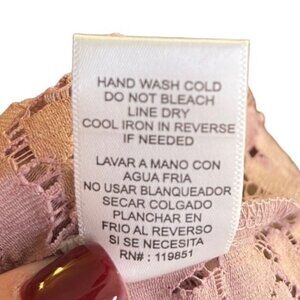 HAND WASH COLD
DO NOT BLEACH
LINE DRY
COOL IRON IN REVERSE
IF NEEDED
LAVAR A MANO CON
AGUA FRIA
NO USAR BLANQUEADOR
SECAR COLGADO
PLANCHAR EN
FRIO AL REVERSO
SI SE NECESITA
RN# : 119851